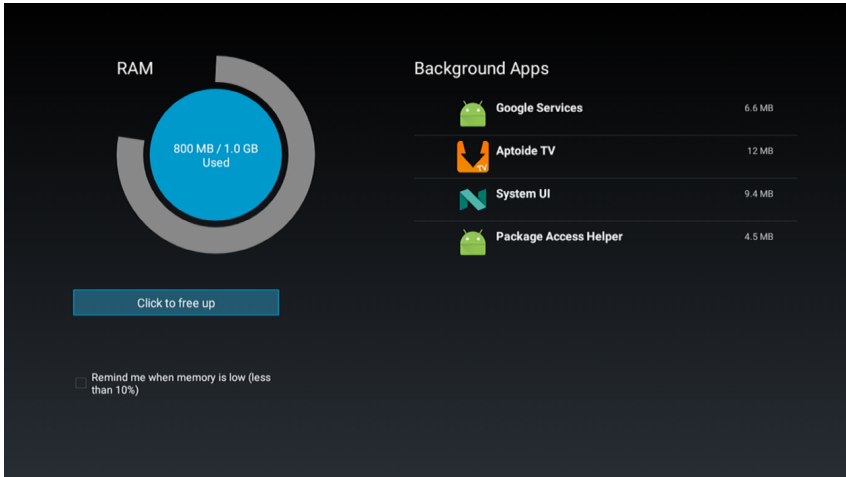 RAM
800 MB / 1.0 GB
Used
Click to free up
Remind me when memory is low (less
than 10%)
Background Apps
Google Services 6.6 MB
Aptoide TV 12 MB
TV
System UI 9.4 MB
Package Access Helper 4.5 MB